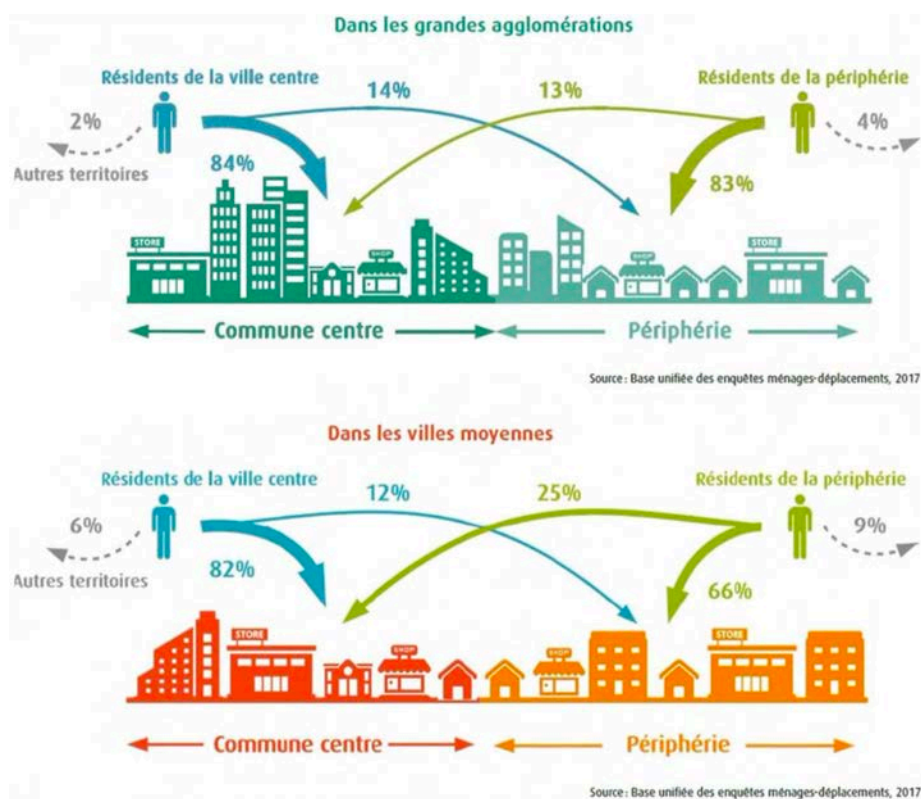 Dans les grandes agglomérations
Résidents de la ville centre
Résidents de la périphérie
14%
13%
2%
4%
Autres territoires
84%
83%
STORE
SHOP
SHOP
STORE
Commune centre
Périphérie
Source : Base unifiée des enquêtes ménages-déplacements, 2017
Dans les villes moyennes
Résidents de la ville centre
Résidents de la périphérie
12%
25%
6%
9%
Autres territoires
82%
66%
STORE
SHOP
SHOP
STORE
Commune centre
Périphérie
Source : Base unifiée des enquêtes ménages-déplacements, 2017